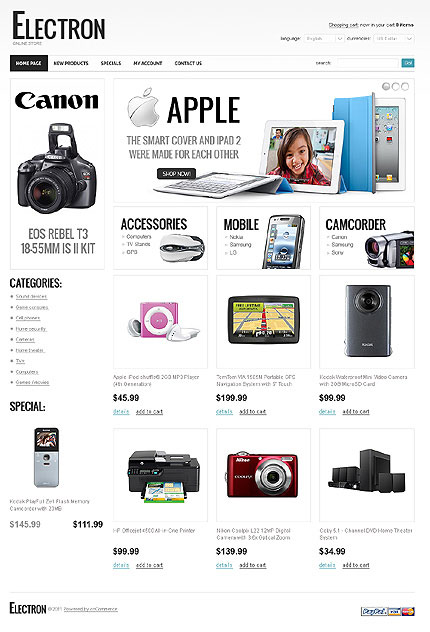 ELECTRON
ONLINE STORE
Shopping cart: now in your cart 0 items
language: English currencies: US Dollar
HOME PAGE NEW PRODUCTS SPECIALS MY ACCOUNT CONTACT US
search:
Canon
EOS REBEL T3
18-55MM IS II KIT
APPLE
THE SMART COVER AND IPAD 2
WERE MADE FOR EACH OTHER
SHOP NOW!
ACCESSORIES
Computers
TV Stands
GPS
MOBILE
Nokia
Samsung
LG
CAMCORDER
Canon
Samsung
Sony
CATEGORIES:
Sound devices
Game consoles
Cell phones
Home security
Cameras
Home theater
TVs
Computers
Games Movies
Apple iPod shuffle 2GB MP3 Player
(4th Generation)
$45.99
details add to cart
TomTom VIA 1505M Portable GPS
Navigation System with 5" Touch
$199.99
details add to cart
Kodak Waterproof Mini Video Camera
with 2GB MicroSD Card
$99.99
details add to cart
SPECIAL:
Kodak PlayFull Zet Flash Memory
Camcorder with
$145.99 $111.99
HP Officejet 4500 All-in-One Printer
$99.99
details add to cart
Nikon
Nikon Coolpix L22 12MP Digital
Camera with 3.6x Optical Zoom
$139.99
details add to cart
Coby 5.1-Channel DVD Home Theater
System
$34.99
details add to cart
ELECTRON © 2011 Powered by osCommerce
PayPal VISA